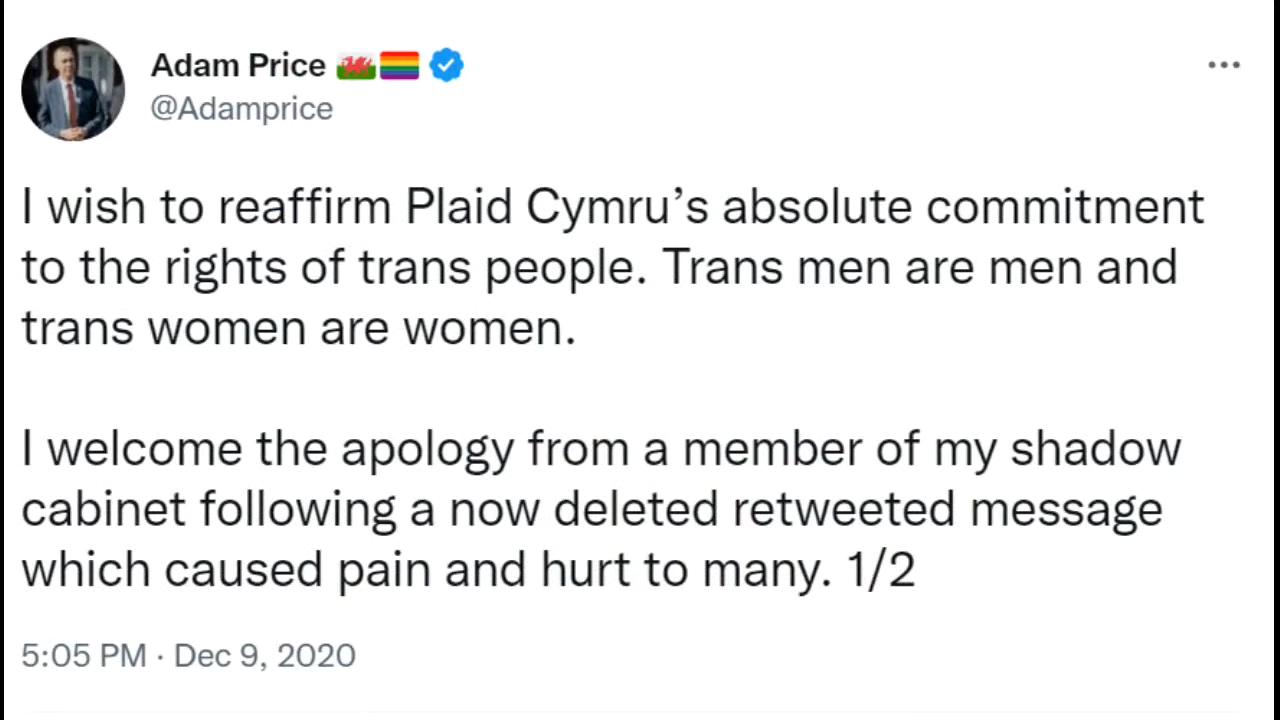 Adam Price 🏴󠁧󠁢󠁷󠁬󠁳󠁿🏳️‍🌈
@Adamprice
I wish to reaffirm Plaid Cymru’s absolute commitment
to the rights of trans people. Trans men are men and
trans women are women.
I welcome the apology from a member of my shadow
cabinet following a now deleted retweeted message
which caused pain and hurt to many. 1/2
5:05 PM · Dec 9, 2020